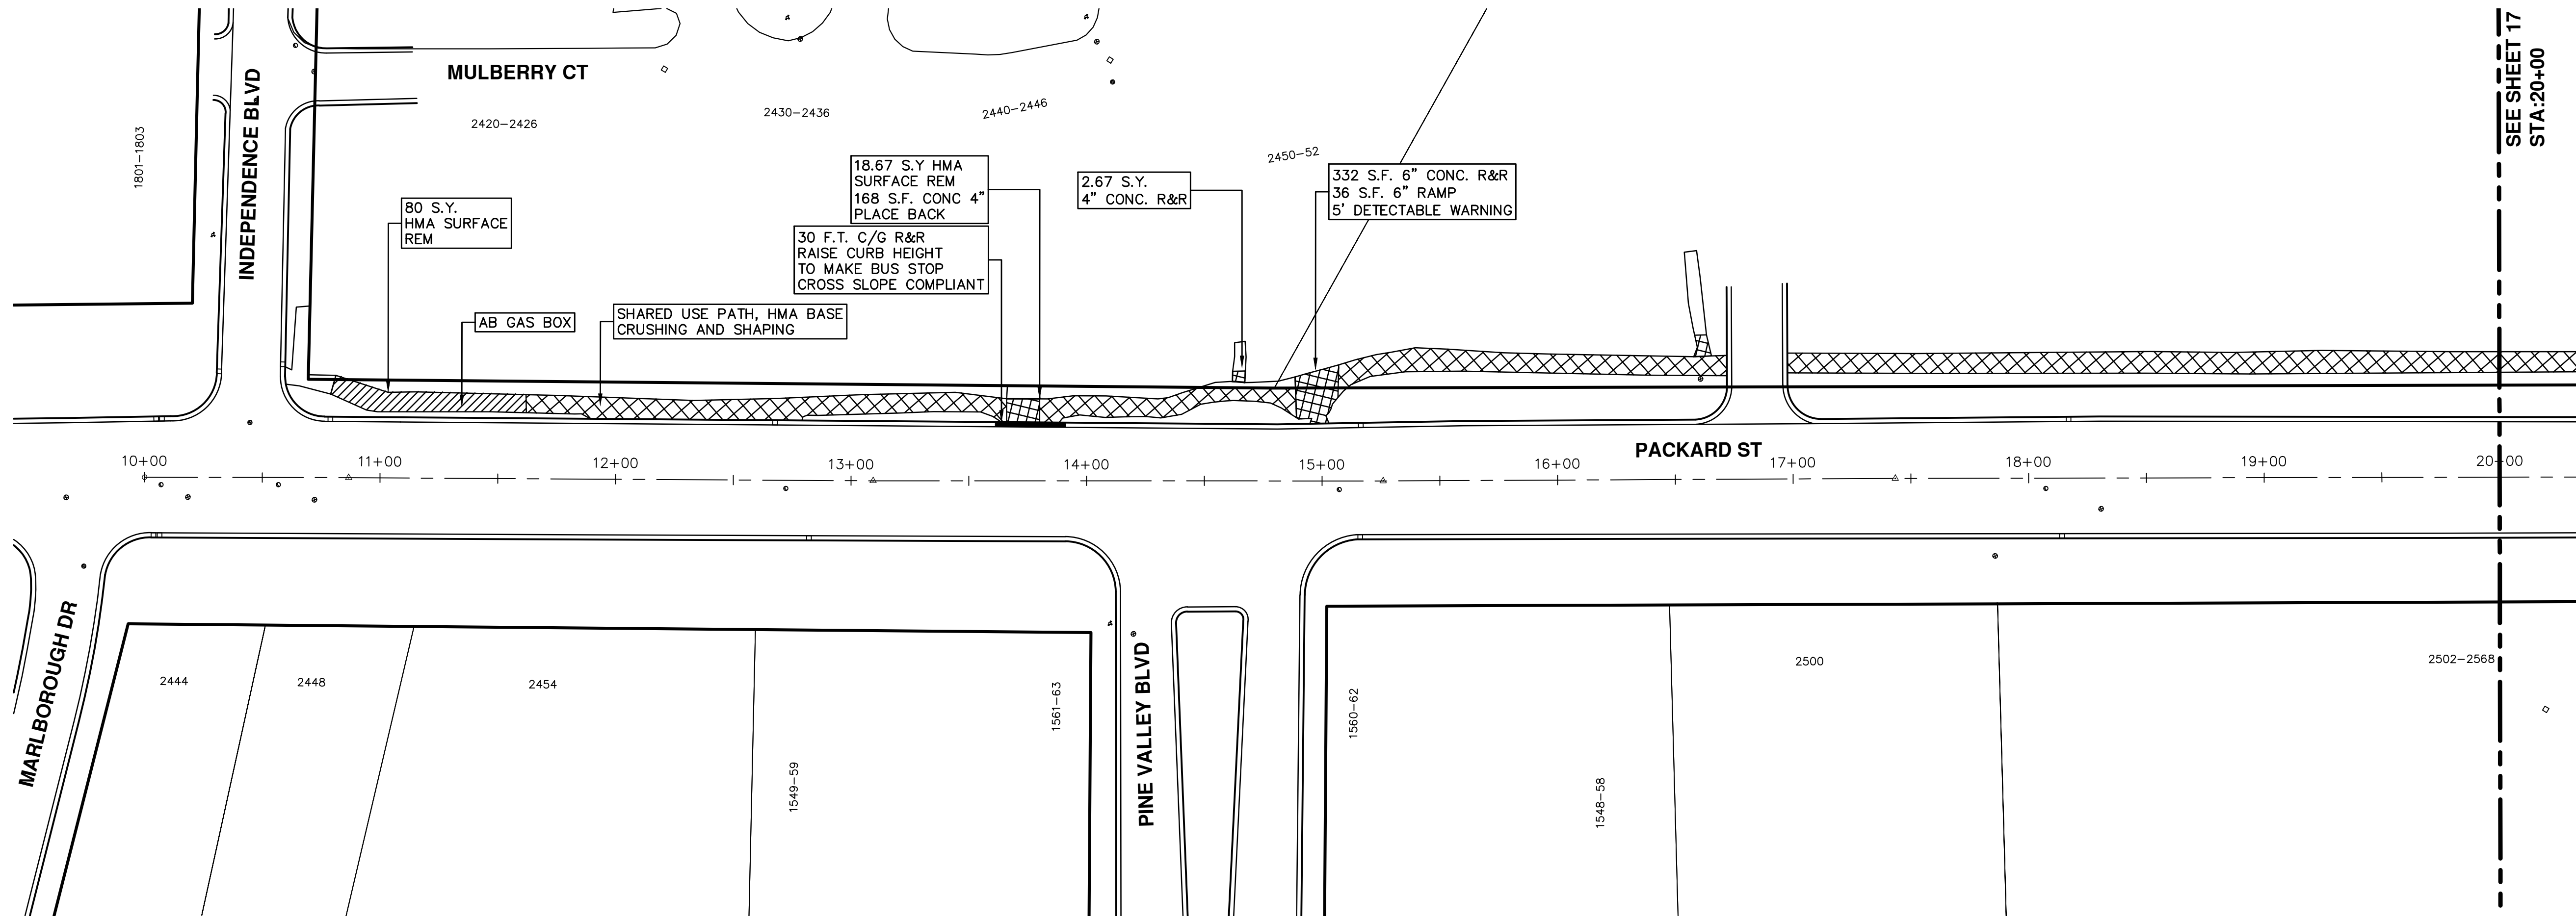 MULBERRY CT
INDEPENDENCE BLVD
1801-1803
2420-2426
2430-2436
2440-2446
2450-52
SEE SHEET 17
STA:20+00
80 S.Y.
HMA SURFACE
REM
18.67 S.Y HMA
SURFACE REM
168 S.F. CONC 4"
PLACE BACK
2.67 S.Y.
4" CONC. R&R
332 S.F. 6" CONC. R&R
36 S.F. 6" RAMP
5' DETECTABLE WARNING
30 F.T. C/G R&R
RAISE CURB HEIGHT
TO MAKE BUS STOP
CROSS SLOPE COMPLIANT
AB GAS BOX
SHARED USE PATH, HMA BASE
CRUSHING AND SHAPING
PACKARD ST
10+00
11+00
12+00
13+00
14+00
15+00
16+00
17+00
18+00
19+00
20+00
MARLBOROUGH DR
2444
2448
2454
1549-59
1561-63
PINE VALLEY BLVD
1560-62
1548-58
2500
2502-2568